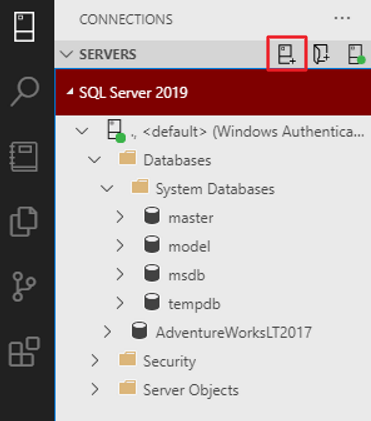 CONNECTIONS
SERVERS
SQL Server 2019
., <default> (Windows Authentica...
Databases
System Databases
master
model
msdb
tempdb
AdventureWorksLT2017
Security
Server Objects